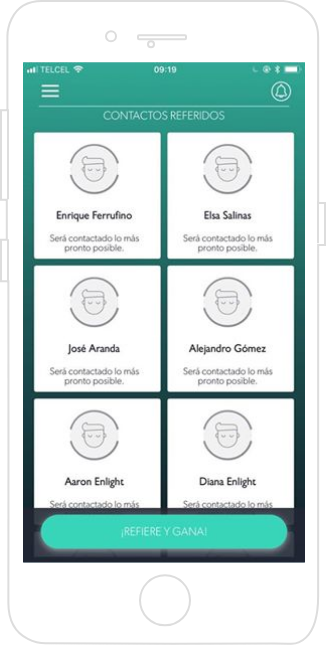 TELCEL 09:19
CONTACTOS REFERIDOS
Enrique Ferrufino
Será contactado lo más
pronto posible.
Elsa Salinas
Será contactado lo más
pronto posible.
José Aranda
Será contactado lo más
pronto posible.
Alejandro Gómez
Será contactado lo más
pronto posible.
Aaron Enlight
Será contactado lo más
Diana Enlight
Será contactado lo más
¡REFIERE Y GANA!